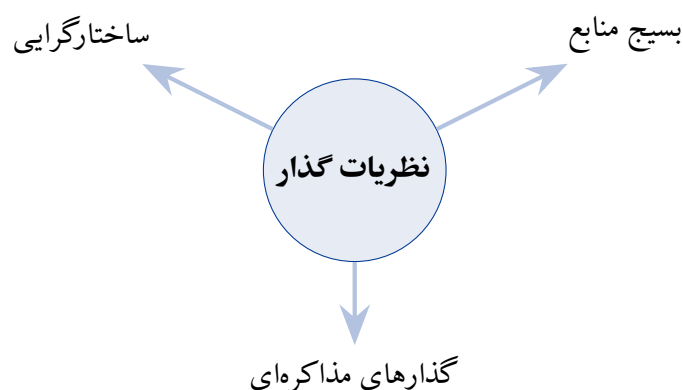 بسیج منابع
ساختارگرایی
نظریات گذار
گذارهای مذاکره‌ای